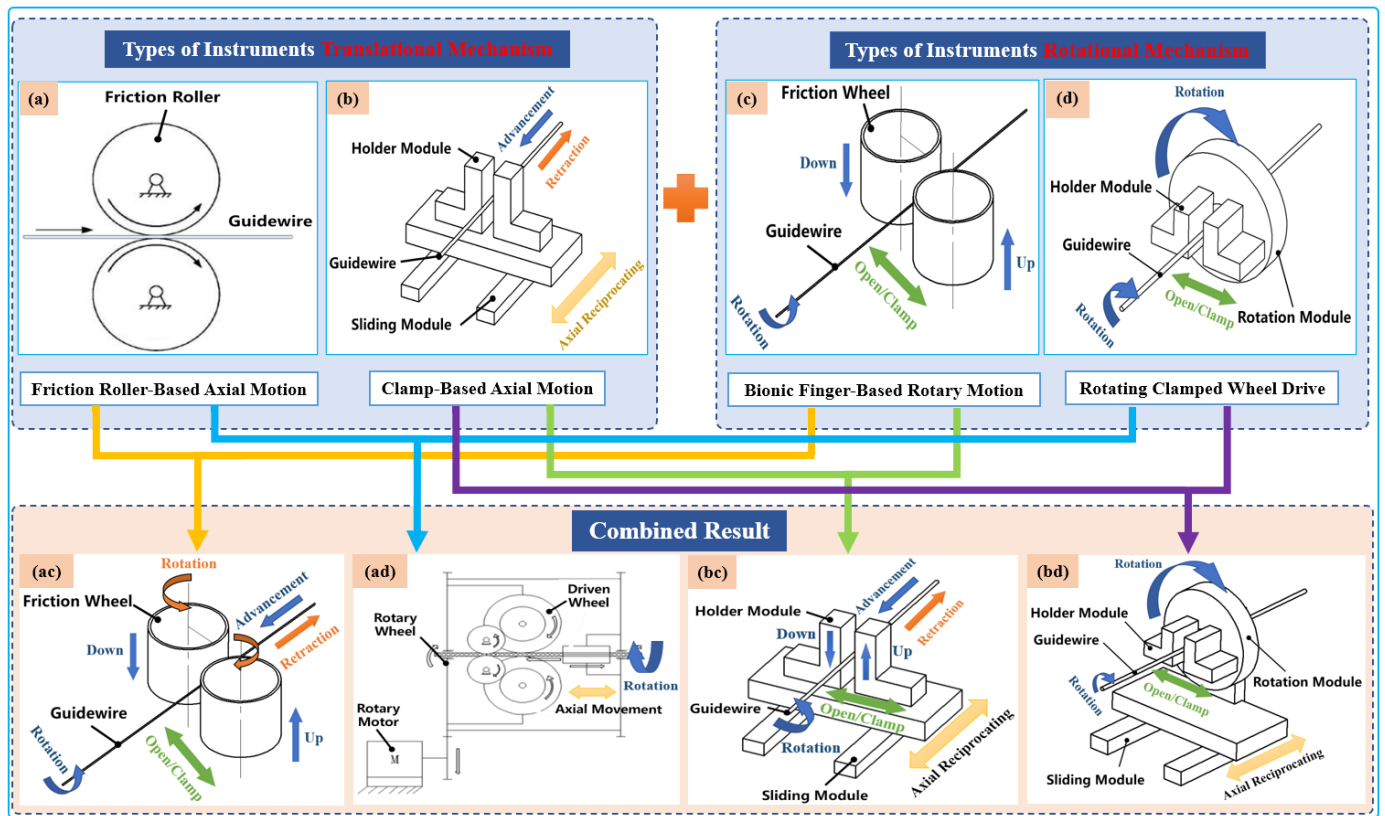 Types of Instruments Translational Mechanism
Types of Instruments Rotational Mechanism
(a)
Friction Roller
Guidewire
(b)
Holder Module
Advancement
Retraction
Guidewire
Sliding Module
Axial Reciprocating
(c)
Friction Wheel
Down
Guidewire
Up
Open/Clamp
Rotation
(d)
Rotation
Holder Module
Guidewire
Open/Clamp
Rotation
Rotation Module
Friction Roller-Based Axial Motion
Clamp-Based Axial Motion
Bionic Finger-Based Rotary Motion
Rotating Clamped Wheel Drive
Combined Result
(ac)
Rotation
Friction Wheel
Advancement
Retraction
Down
Guidewire
Up
Open/Clamp
Rotation
(ad)
Driven
Wheel
Rotary
Wheel
Rotation
Axial Movement
Rotary
Motor
M
(bc)
Holder Module
Advancement
Retraction
Down
Up
Guidewire
Open/Clamp
Rotation
Axial Reciprocating
Sliding Module
(bd)
Rotation
Holder Module
Guidewire
Rotation
Open/Clamp
Rotation
Module
Sliding Module
Axial Reciprocating